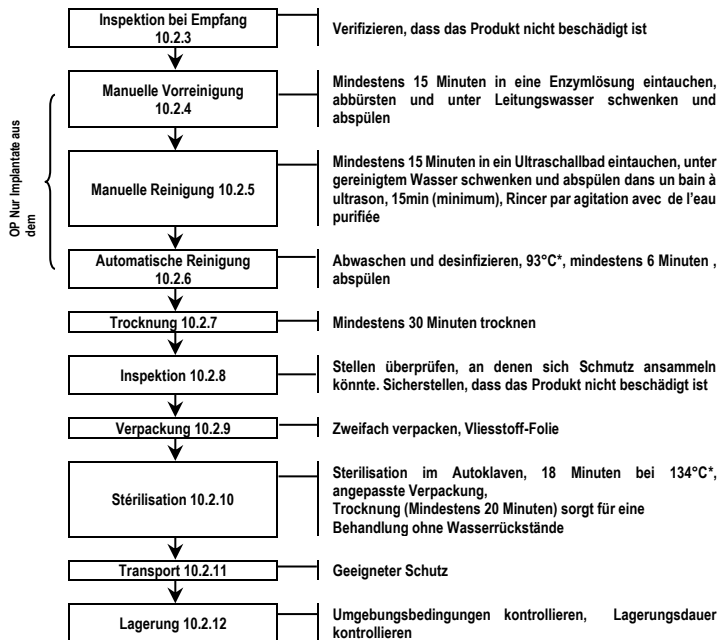 Inspektion bei Empfang
10.2.3
Verifizieren, dass das Produkt nicht beschädigt ist
OP Nur Implantate aus
dem
Manuelle Vorreinigung
10.2.4
Mindestens 15 Minuten in eine Enzymlösung eintauchen,
abbürsten und unter Leitungswasser schwenken und
abspülen
Manuelle Reinigung 10.2.5
Mindestens 15 Minuten in ein Ultraschallbad eintauchen, unter
gereinigtem Wasser schwenken und abspülen dans un bain à
ultrason, 15min (minimum), Rincer par agitation avec de l'eau
purifiée
Automatische Reinigung
10.2.6
Abwaschen und desinfizieren, 93°C*, mindestens 6 Minuten ,
abspülen
Trocknung 10.2.7
Mindestens 30 Minuten trocknen
Inspektion 10.2.8
Stellen überprüfen, an denen sich Schmutz ansammeln
könnte. Sicherstellen, dass das Produkt nicht beschädigt ist
Verpackung 10.2.9
Zweifach verpacken, Vliesstoff-Folie
Stérilisation 10.2.10
Sterilisation im Autoklaven, 18 Minuten bei 134°C*,
angepasste Verpackung,
Trocknung (Mindestens 20 Minuten) sorgt für eine
Behandlung ohne Wasserrückstände
Transport 10.2.11
Geeigneter Schutz
Lagerung 10.2.12
Umgebungsbedingungen kontrollieren, Lagerungsdauer
kontrollieren